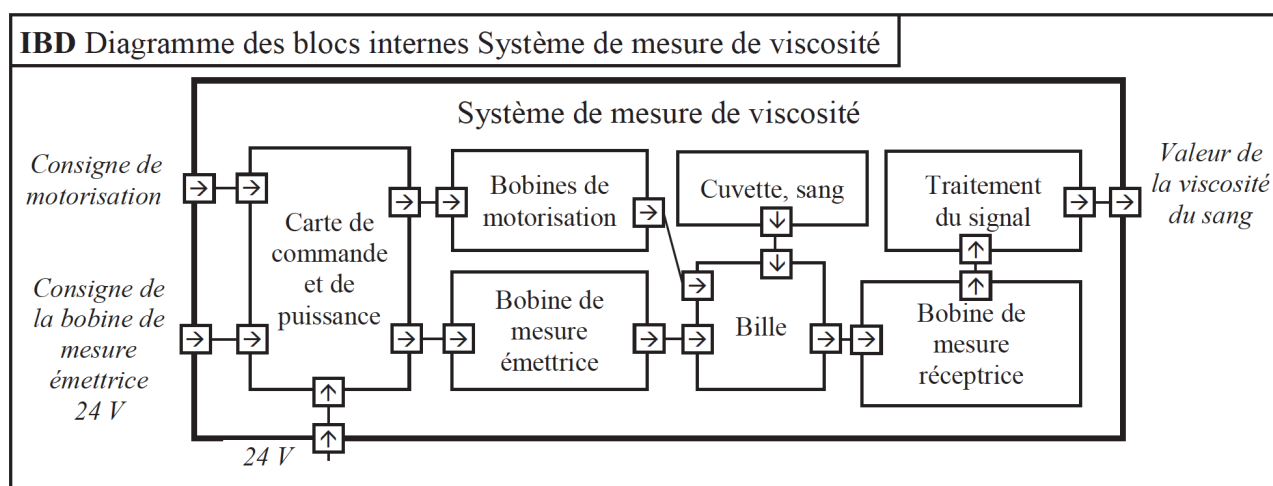 IBD Diagramme des blocs internes Système de mesure de viscosité
Système de mesure de viscosité
Consigne de
motorisation
Consigne de
la bobine de
mesure
émettrice
24 V
24 V
Carte de
commande
et de
puissance
Bobines de
motorisation
Bobine de
mesure
émettrice
Cuvette, sang
Bille
Traitement
du signal
Bobine de
mesure
réceptrice
Valeur de
la viscosité
du sang